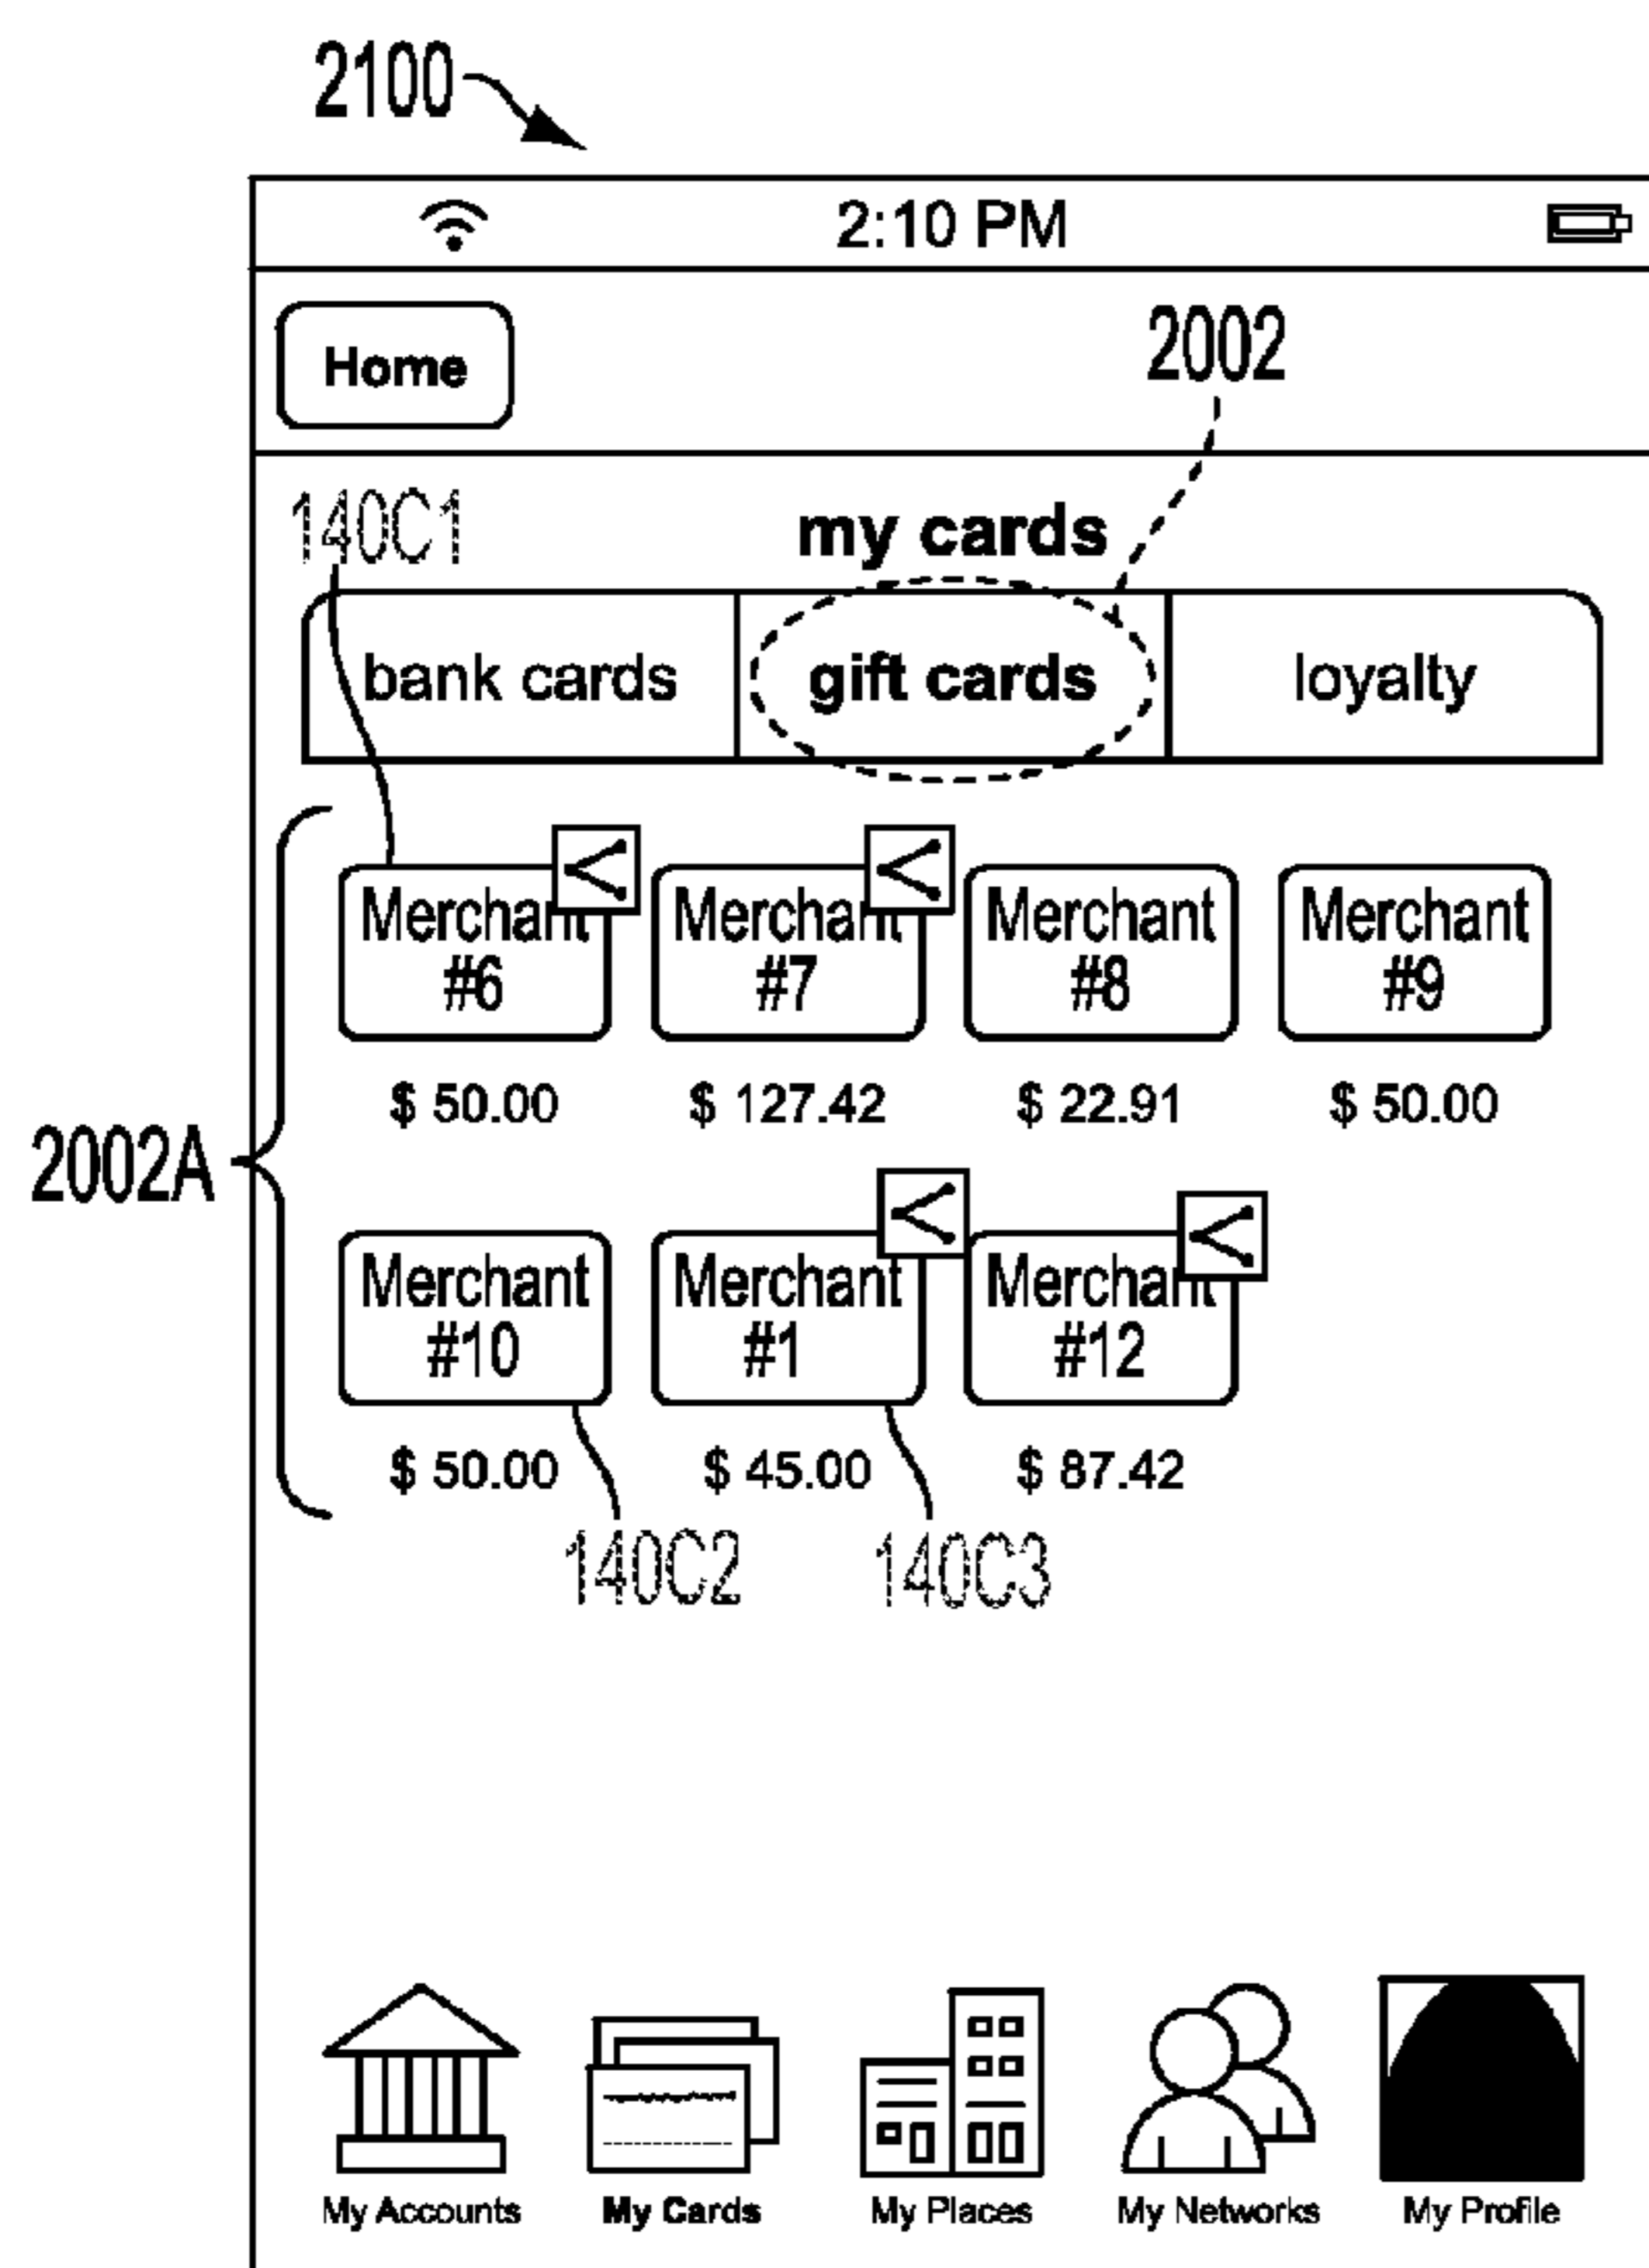 2100
2:10 PM
Home
2002
140C1
my cards
bank cards gift cards loyalty
Merchant Merchant Merchant Merchant
#6 #7 #8 #9
$ 50.00 $ 127.42 $ 22.91 $ 50.00
2002A
Merchant Merchant Merchant
#10 #1 #12
$ 50.00 $ 45.00 $ 87.42
140C2 140C3
My Accounts My Cards My Places My Networks My Profile